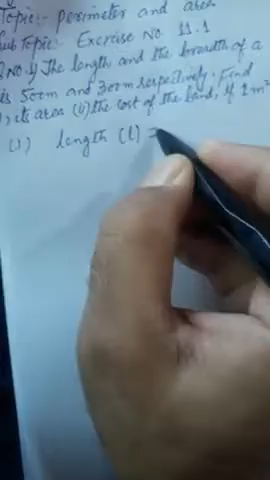 Topic:- perimeter and area
Sub Topic:- Exercise No. 11.1
Q No. 1) The length and the breadth of a
is 500m and 300m respectively. Find
its area (ii) the cost of the land, if 1m²
(1) length (l) =